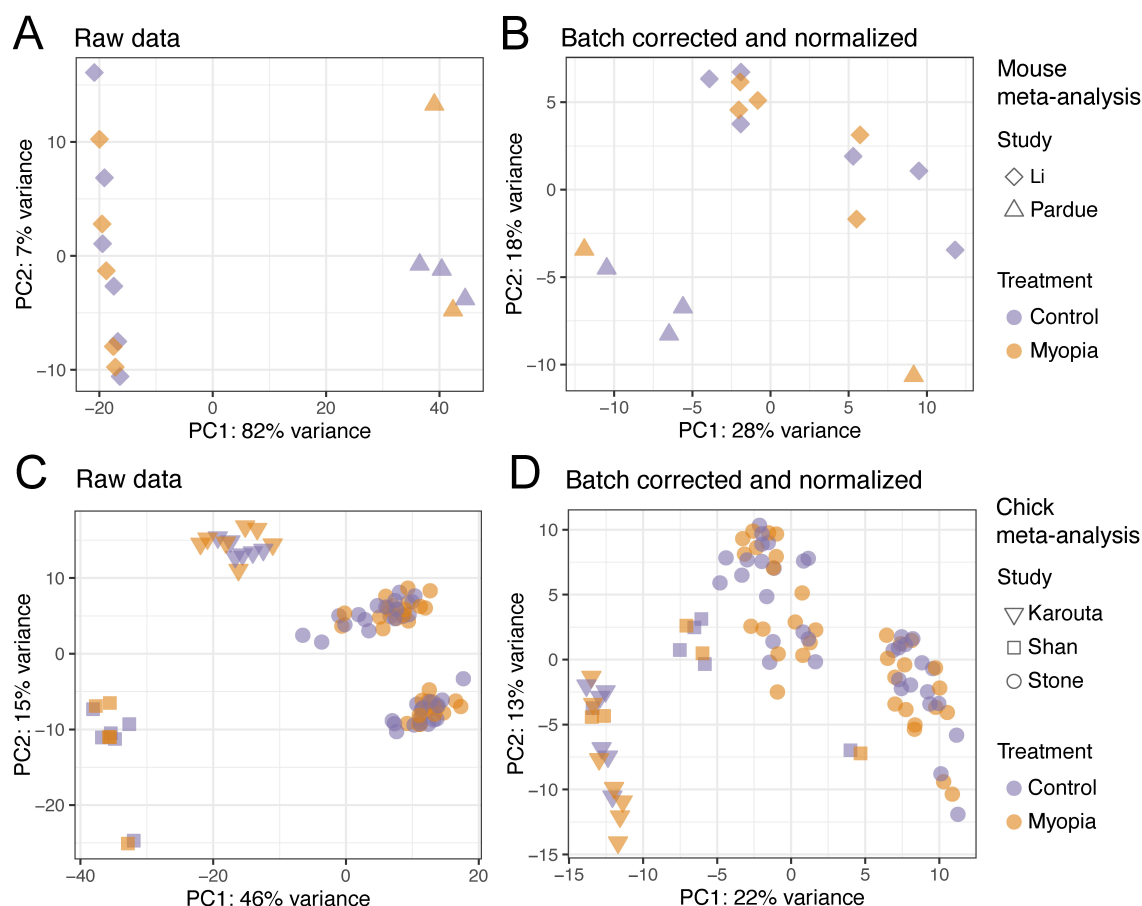 A Raw data
PC2: 7% variance
10
0
−10
−20 0 20 40
PC1: 82% variance
B Batch corrected and normalized
PC2: 18% variance
5
0
−5
−10
−10 −5 0 5 10
PC1: 28% variance
Mouse
meta-analysis
Study
Li
Pardue
Treatment
Control
Myopia
C Raw data
PC2: 15% variance
10
0
−10
−20
−40 −20 0 20
PC1: 46% variance
D Batch corrected and normalized
PC2: 13% variance
10
5
0
−5
−10
−15
−15 −10 −5 0 5 10
PC1: 22% variance
Chick
meta-analysis
Study
Karouta
Shan
Stone
Treatment
Control
Myopia